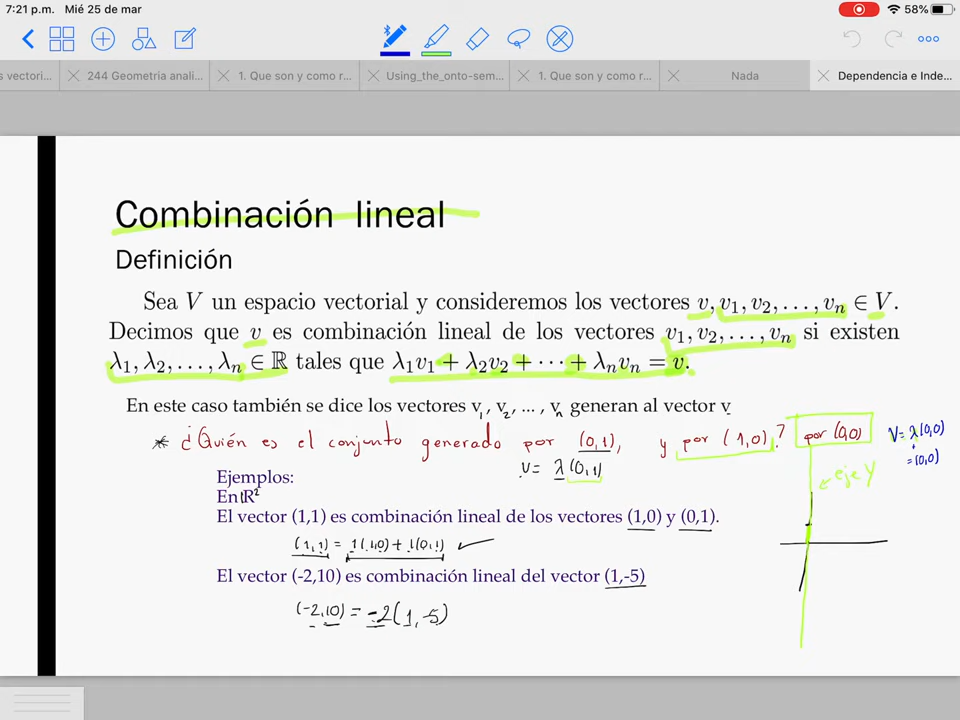 7:21 p.m. Mié 25 de mar
58%
s vectori...
244 Geometria anali...
1. Que son y como r...
Using_the_onto-sem...
1. Que son y como r...
Nada
Dependencia e Inde...
Combinación lineal
Definición
Sea V un espacio vectorial y consideremos los vectores v, v₁, v₂, . . . , vₙ ∈ V.
Decimos que v es combinación lineal de los vectores v₁, v₂, . . . , vₙ si existen
λ₁, λ₂, . . . , λₙ ∈ ℝ tales que λ₁v₁ + λ₂v₂ + ⋯ + λₙvₙ = v.
En este caso también se dice los vectores v₁ , v₂ , ... , vₙ generan al vector v
* ¿Quién es el conjunto generado por (0,1), y por (1,0)? por (0,0)
V = λ(0,0)
= (0,0)
v = λ(0,1)
eje Y
Ejemplos:
En ℝ²
El vector (1,1) es combinación lineal de los vectores (1,0) y (0,1).
(1,1) = 1(1,0) + 1(0,1) ✓
El vector (-2,10) es combinación lineal del vector (1,-5)
(-2,10) = -2(1,-5)